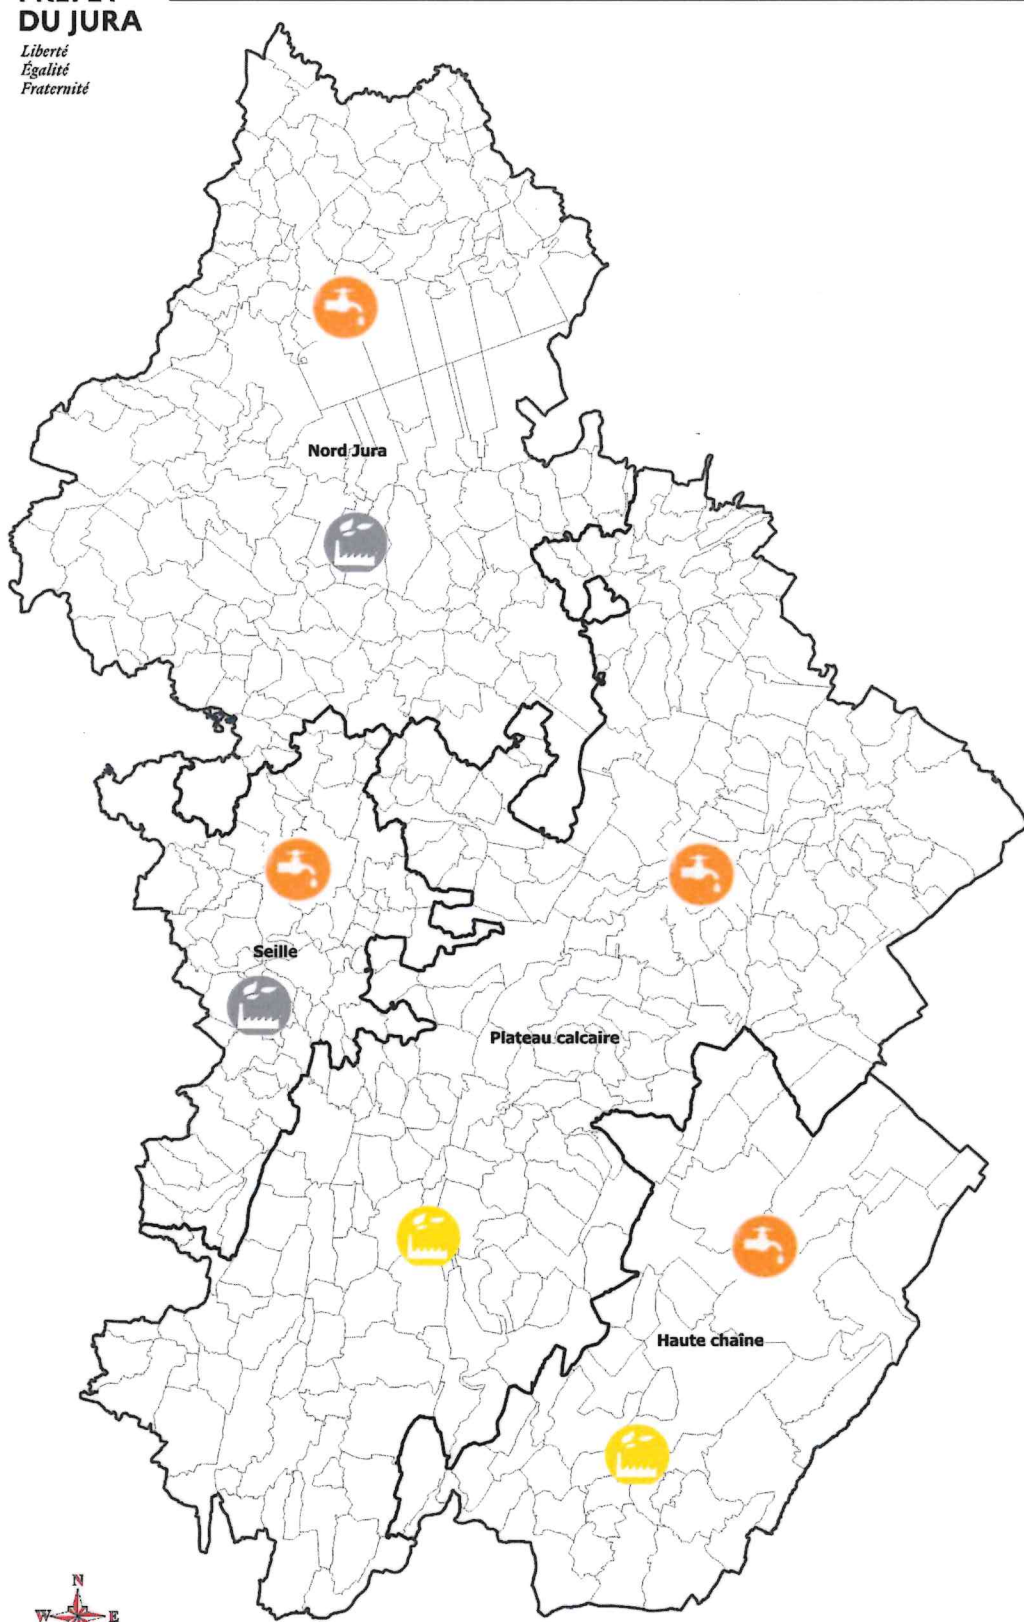 DU JURA
Liberté
Égalité
Fraternité
Nord Jura
Seille
Plateau calcaire
Haute chaîne
N
W E